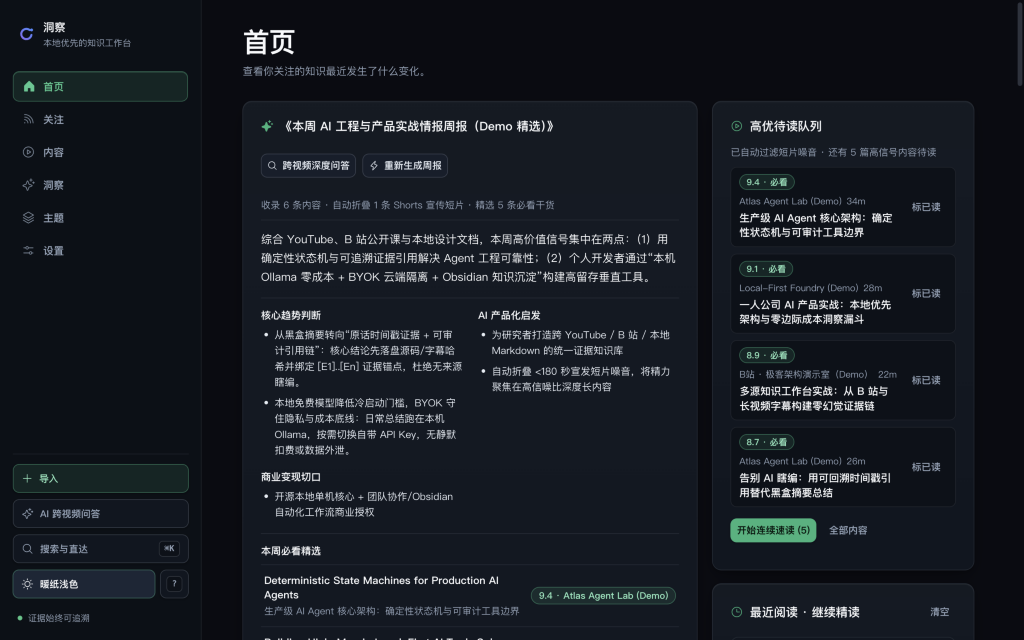 洞察
本地优先的知识工作台
首页
关注
内容
洞察
主题
设置
导入
AI 跨视频问答
搜索与直达
⌘K
暖纸浅色
?
证据始终可追溯
首页
查看你关注的知识最近发生了什么变化。
《本周 AI 工程与产品实战情报周报（Demo 精选）》
跨视频深度问答
重新生成周报
收录 6 条内容 · 自动折叠 1 条 Shorts 宣传短片 · 精选 5 条必看干货
综合 YouTube、B 站公开课与本地设计文档，本周高价值信号集中在两点：（1）用
确定性状态机与可追溯证据引用解决 Agent 工程可靠性；（2）个人开发者通过“本机
Ollama 零成本 + BYOK 云端隔离 + Obsidian 知识沉淀”构建高留存垂直工具。
核心趋势判断
从黑盒摘要转向“原话时间戳证据 + 可审
计引用链”：核心结论先落盘源码/字幕哈
希并绑定 [E1]..[En] 证据锚点，杜绝无来源
瞎编。
本地免费模型降低冷启动门槛，BYOK 守
住隐私与成本底线：日常总结跑在本机
Ollama，按需切换自带 API Key，无静默
扣费或数据外泄。
AI 产品化启发
为研究者打造跨 YouTube / B 站 / 本地
Markdown 的统一证据知识库
自动折叠 <180 秒宣发短片噪音，将精力
聚焦在高信噪比深度长内容
商业变现切口
开源本地单机核心 + 团队协作/Obsidian
自动化工作流商业授权
本周必看精选
Deterministic State Machines for Production AI
Agents
生产级 AI Agent 核心架构：确定性状态机与可审计工具边界
9.4 · Atlas Agent Lab (Demo)
高优待读队列
已自动过滤短片噪音 · 还有 5 篇高信号内容待读
9.4 · 必看
Atlas Agent Lab (Demo) 34m
生产级 AI Agent 核心架构：确定
性状态机与可审计工具边界
标已读
9.1 · 必看
Local-First Foundry (Demo) 28m
一人公司 AI 产品实战：本地优先
架构与零边际成本洞察漏斗
标已读
8.9 · 必看
B站 · 极客架构演示室（Demo） 22m
多源知识工作台实战：从 B 站与
长视频字幕构建零幻觉证据链
标已读
8.7 · 必看
Atlas Agent Lab (Demo) 26m
告别 AI 瞎编：用可回溯时间戳引
用替代黑盒摘要总结
标已读
开始连续速读 (5)
全部内容
最近阅读 · 继续精读
清空